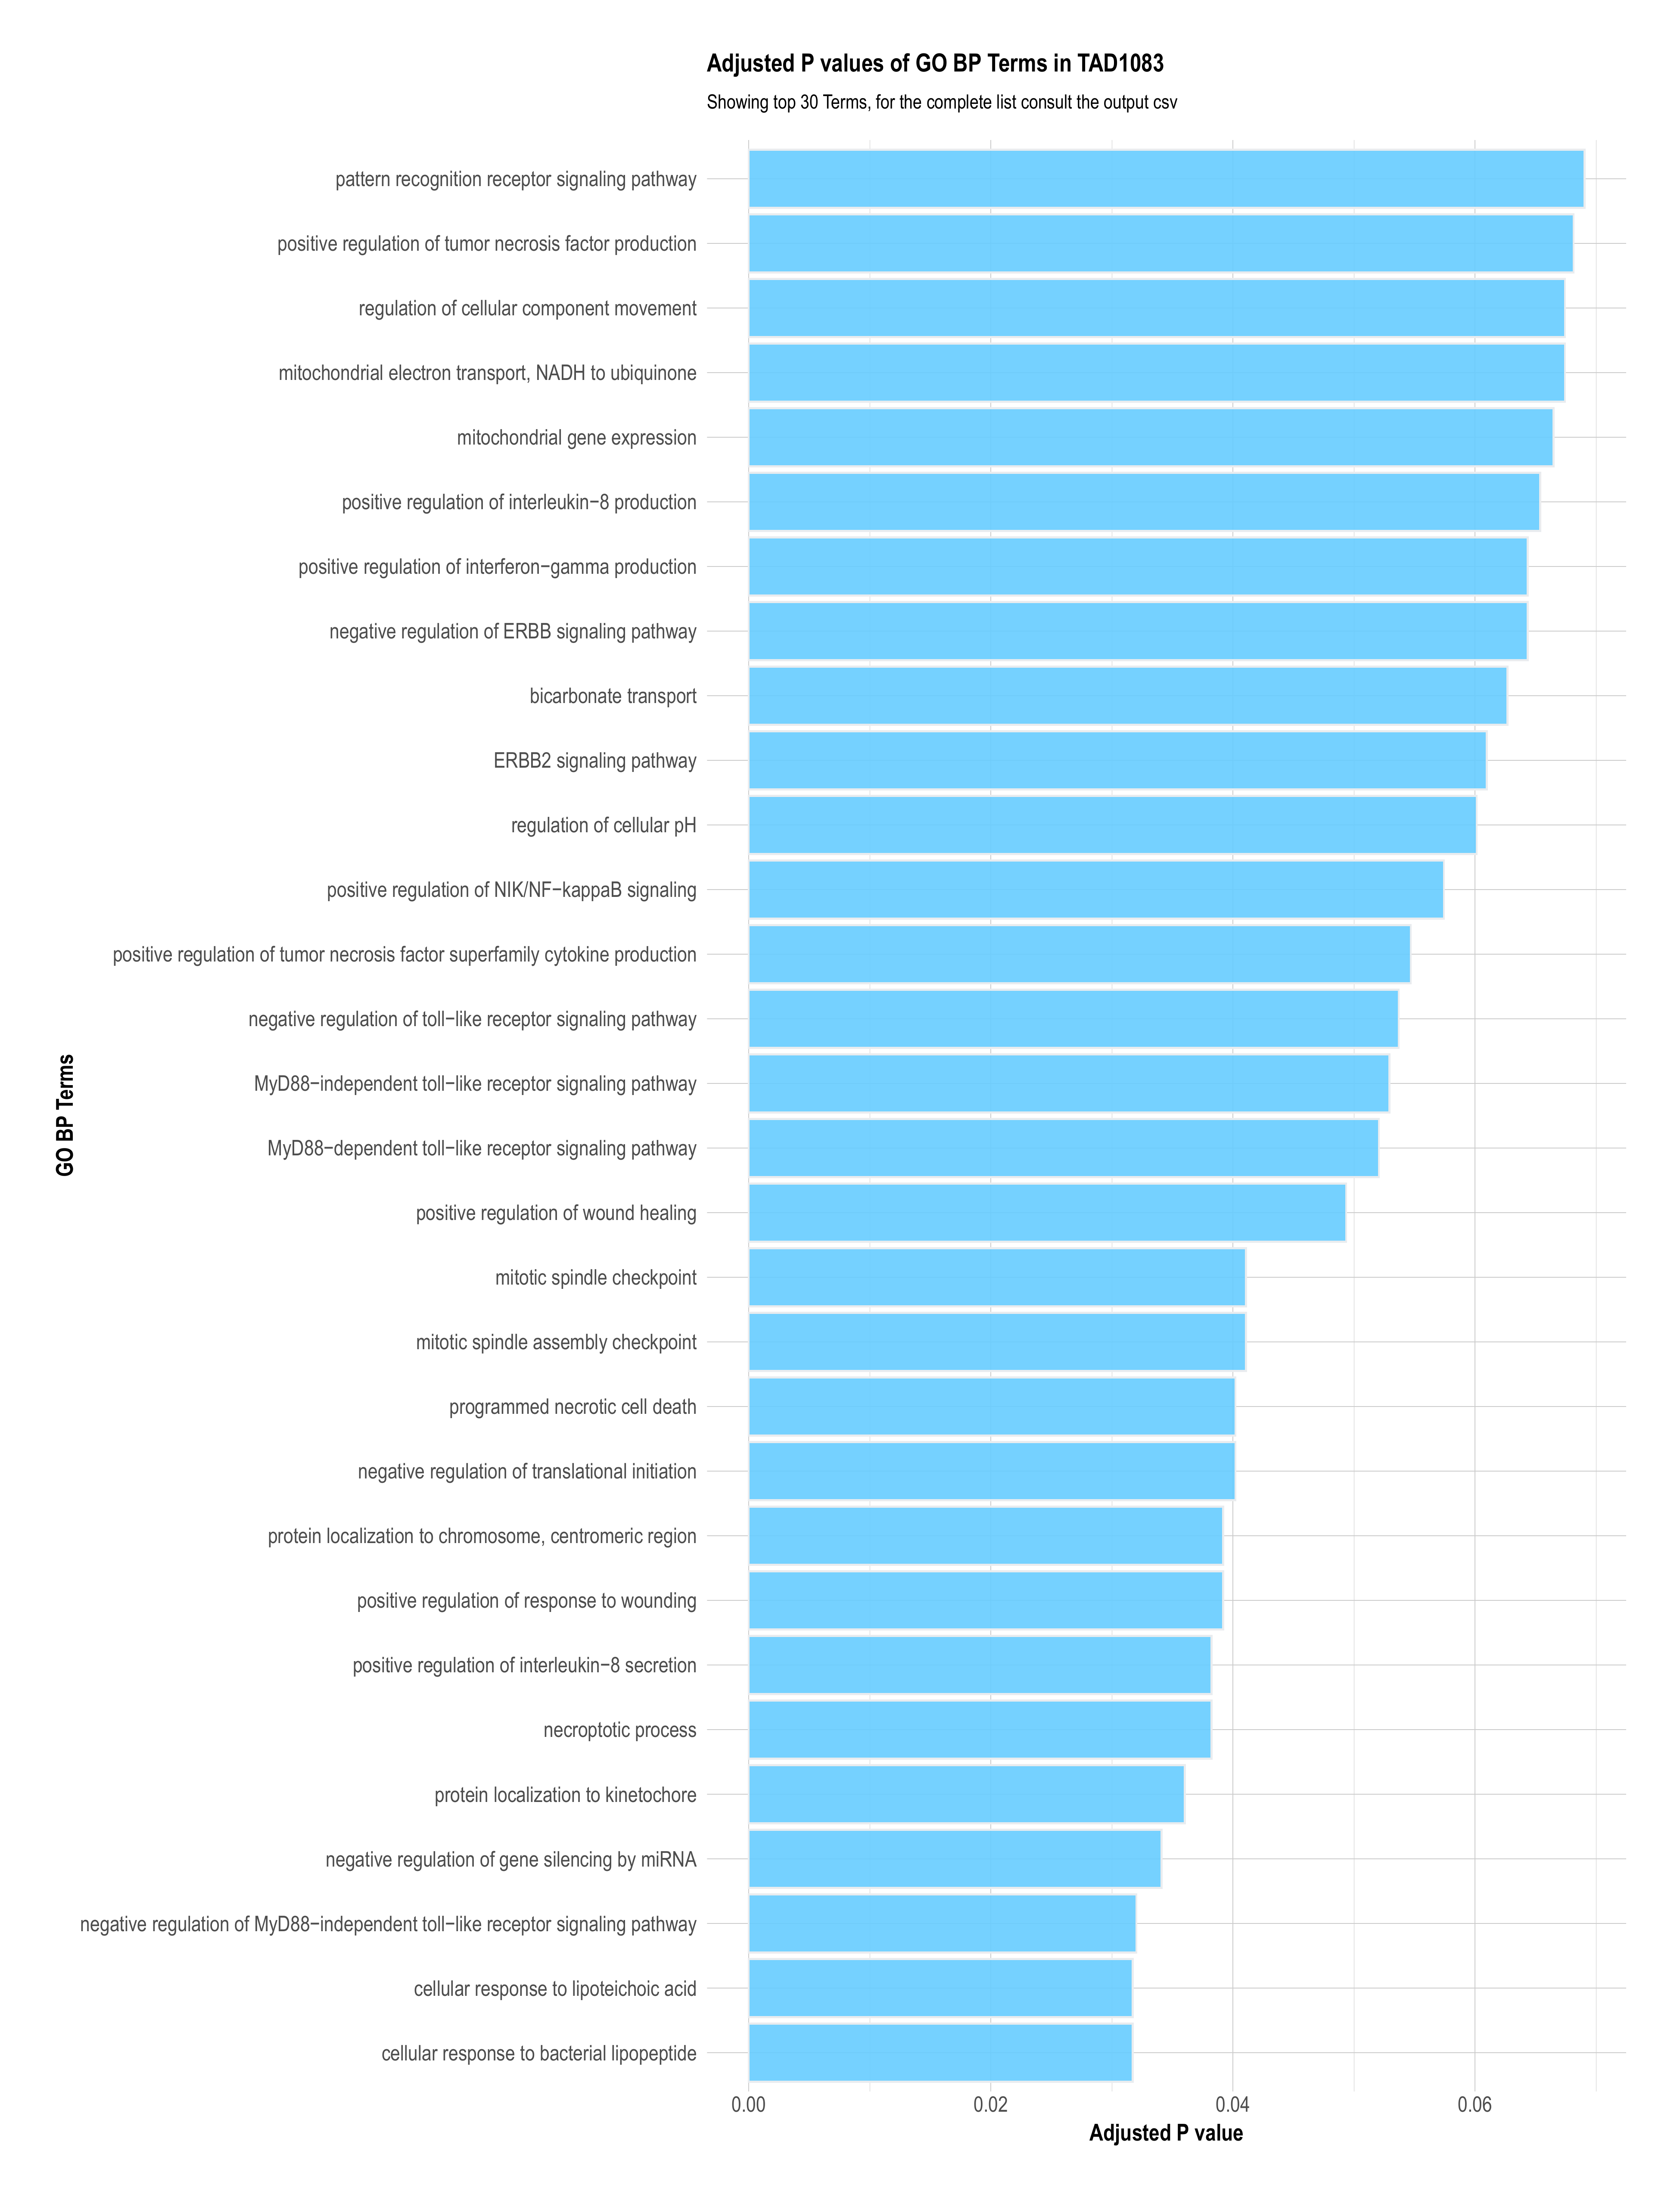 Adjusted P values of GO BP Terms in TAD1083
Showing top 30 Terms, for the complete list consult the output csv
pattern recognition receptor signaling pathway
positive regulation of tumor necrosis factor production
regulation of cellular component movement
mitochondrial electron transport, NADH to ubiquinone
mitochondrial gene expression
positive regulation of interleukin−8 production
positive regulation of interferon−gamma production
negative regulation of ERBB signaling pathway
bicarbonate transport
ERBB2 signaling pathway
regulation of cellular pH
positive regulation of NIK/NF−kappaB signaling
positive regulation of tumor necrosis factor superfamily cytokine production
negative regulation of toll−like receptor signaling pathway
MyD88−independent toll−like receptor signaling pathway
MyD88−dependent toll−like receptor signaling pathway
positive regulation of wound healing
mitotic spindle checkpoint
mitotic spindle assembly checkpoint
programmed necrotic cell death
negative regulation of translational initiation
protein localization to chromosome, centromeric region
positive regulation of response to wounding
positive regulation of interleukin−8 secretion
necroptotic process
protein localization to kinetochore
negative regulation of gene silencing by miRNA
negative regulation of MyD88−independent toll−like receptor signaling pathway
cellular response to lipoteichoic acid
cellular response to bacterial lipopeptide
GO BP Terms
0.00 0.02 0.04 0.06
Adjusted P value